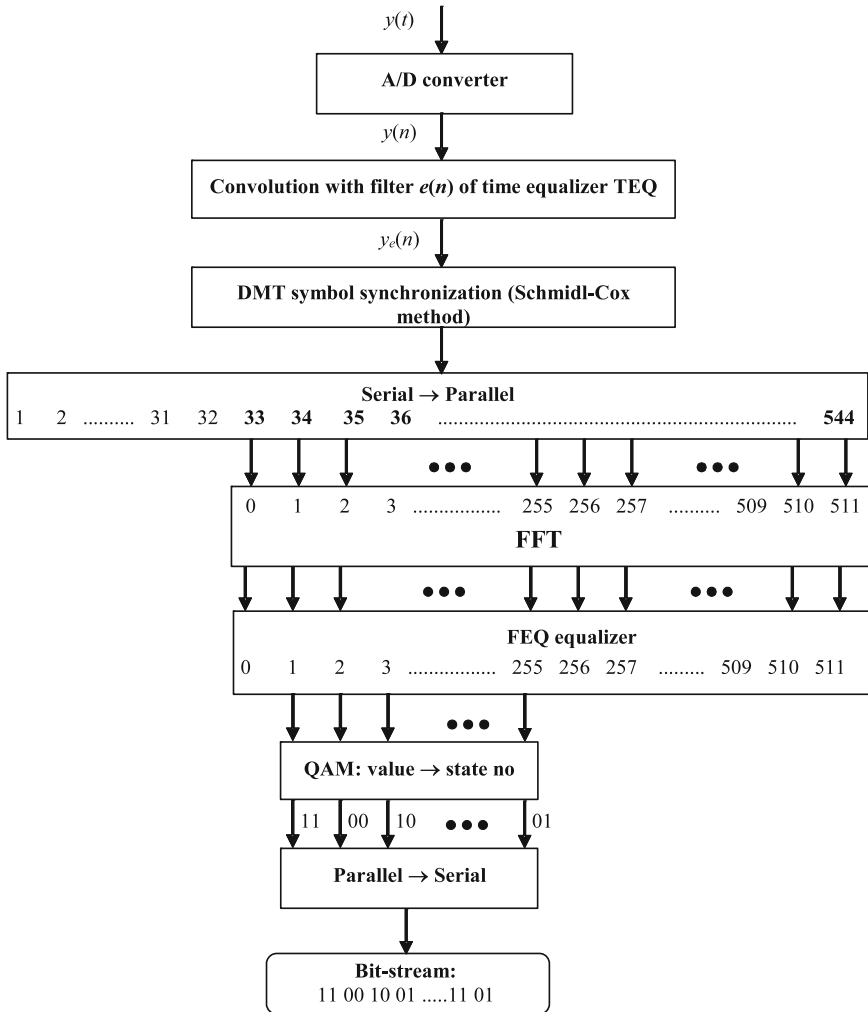 y(t)
A/D converter
y(n)
Convolution with filter e(n) of time equalizer TEQ
yₑ(n)
DMT symbol synchronization (Schmidl-Cox
method)
Serial → Parallel
1 2 .......... 31 32 33 34 35 36 ........................................................................ 544
0 1 2 3 ................. 255 256 257 .......... 509 510 511
FFT
FEQ equalizer
0 1 2 3 ................. 255 256 257 ......... 509 510 511
QAM: value → state no
11 00 10 01
Parallel → Serial
Bit-stream:
11 00 10 01 .....11 01